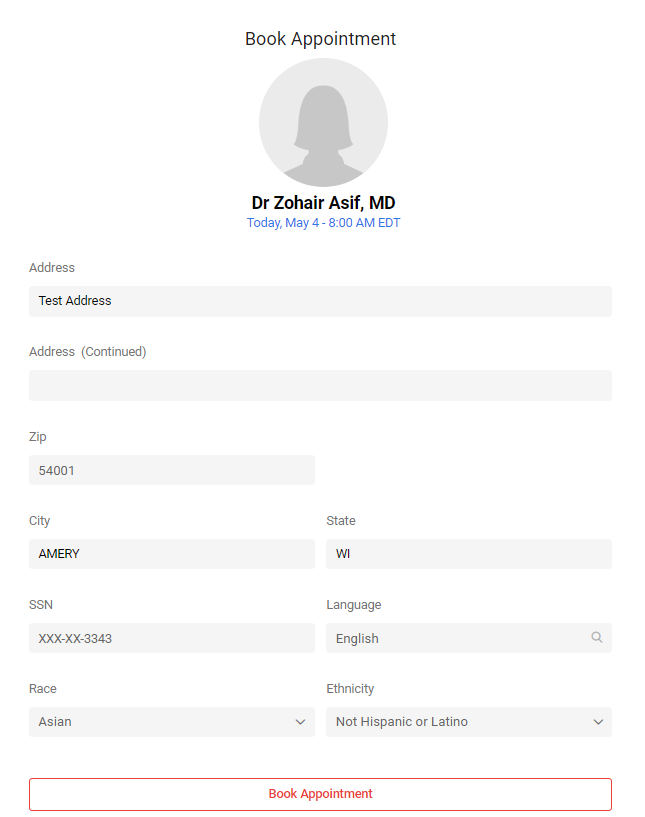 Book Appointment
Dr Zohair Asif, MD
Today, May 4 - 8:00 AM EDT
Address
Test Address
Address (Continued)
Zip
54001
City State
AMERY WI
SSN Language
XXX-XX-3343 English
Race Ethnicity
Asian Not Hispanic or Latino
Book Appointment